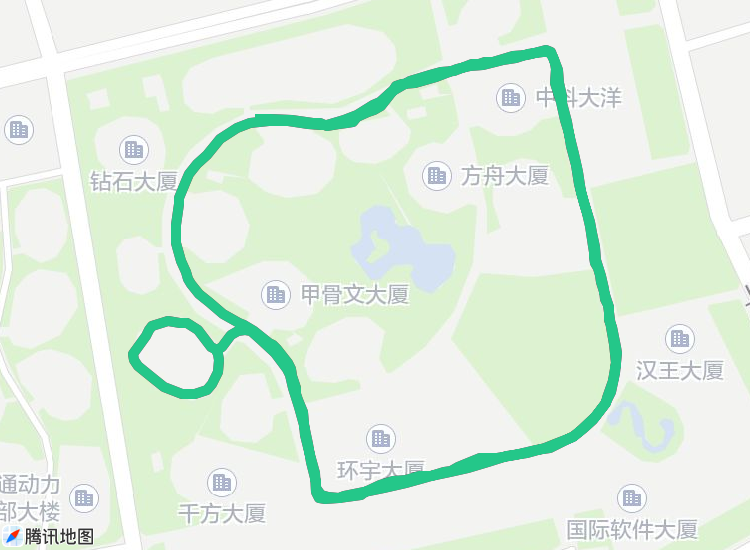 中科大洋
方舟大厦
钻石大厦
甲骨文大厦
汉王大厦
环宇大厦
通动力
部大楼
千方大厦
国际软件大厦
腾讯地图